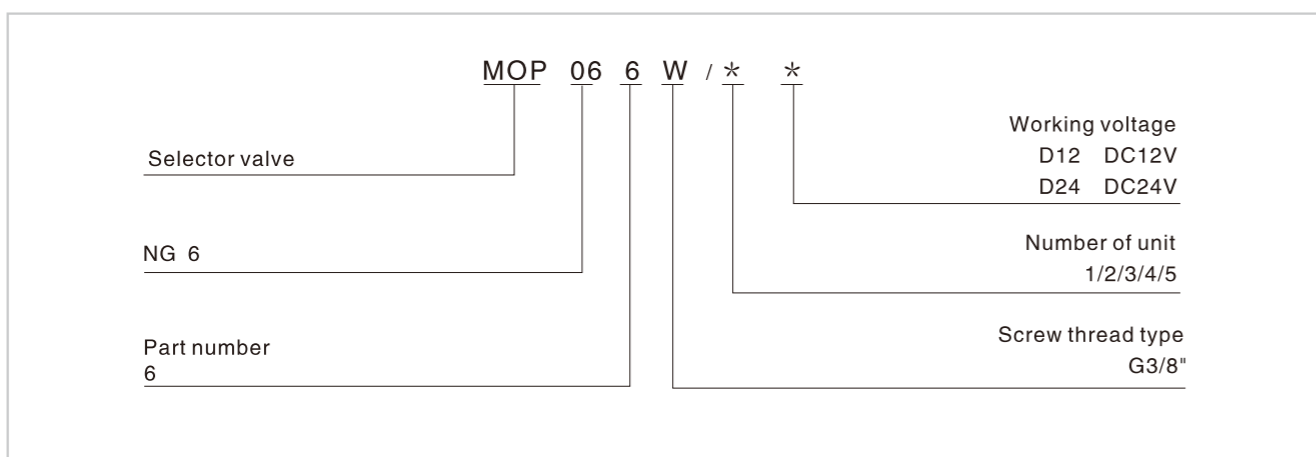 MOP 06 6 W / * *
Selector valve
NG 6
Part number
6
Working voltage
D12 DC12V
D24 DC24V
Number of unit
1/2/3/4/5
Screw thread type
G3/8"